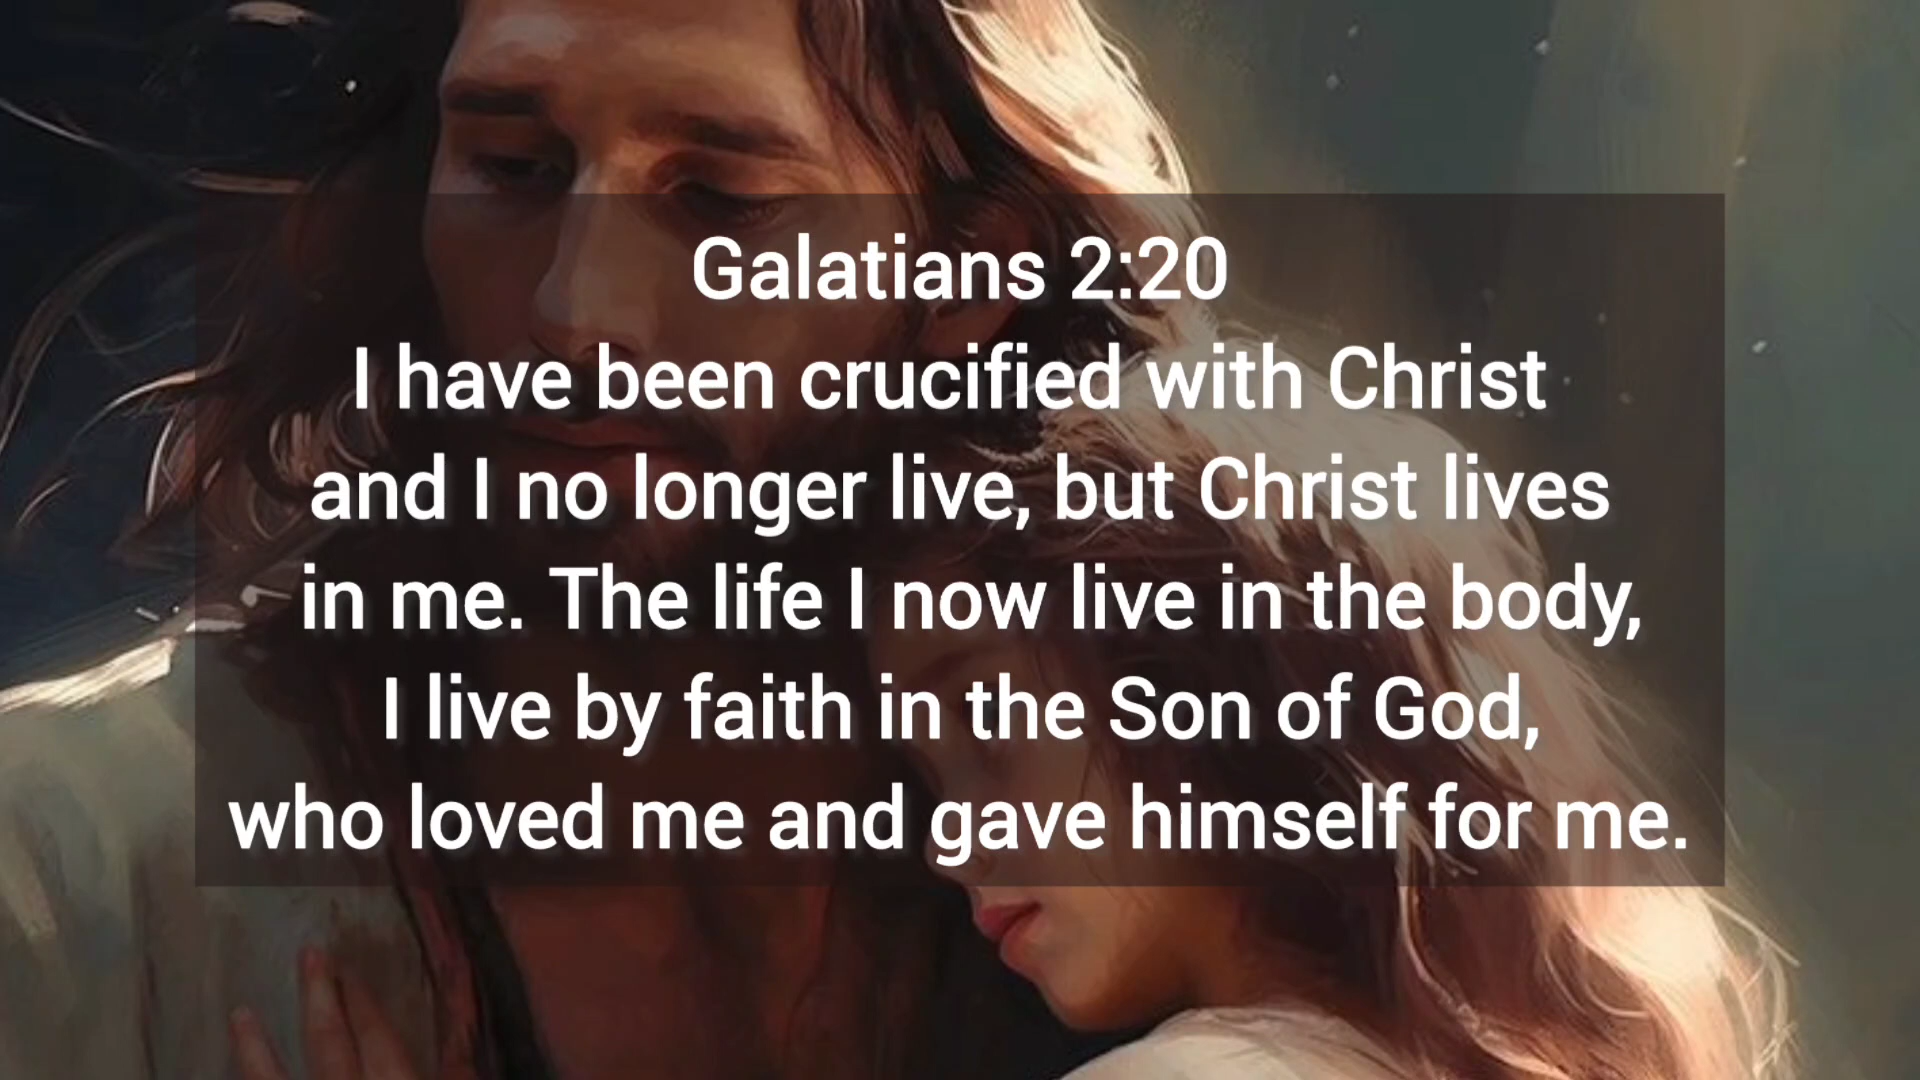 Galatians 2:20
I have been crucified with Christ
and I no longer live, but Christ lives
in me. The life I now live in the body,
I live by faith in the Son of God,
who loved me and gave himself for me.